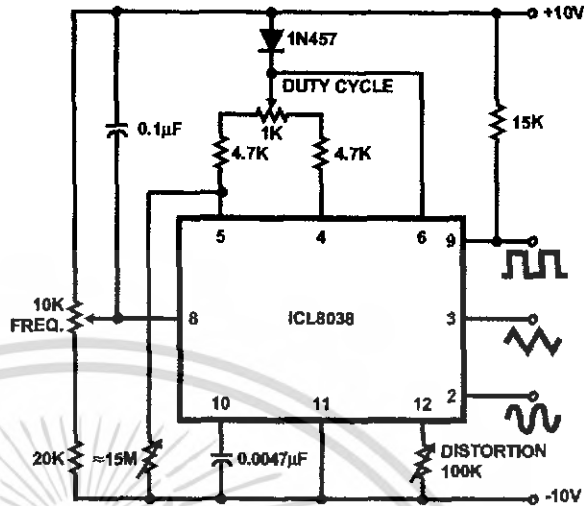 +10V
1N457
DUTY CYCLE
1K
15K
0.1µF
4.7K
4.7K
5
4
6
9
10K
FREQ.
8
ICL8038
3
2
10
11
12
20K
≈15M
0.0047µF
DISTORTION
100K
-10V